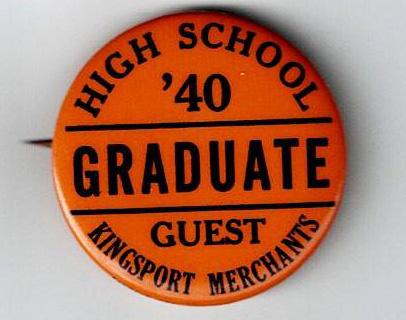 HIGH SCHOOL
'40
GRADUATE
GUEST
KINGSPORT MERCHANTS